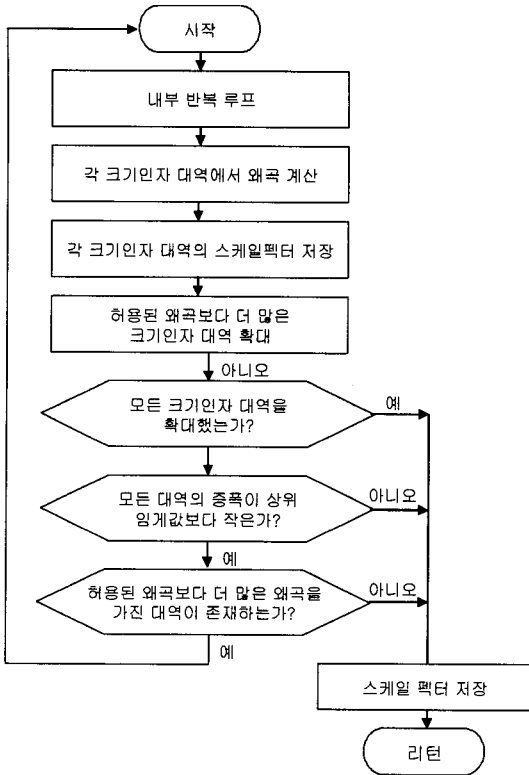 시작
내부 반복 루프
각 크기인자 대역에서 왜곡 계산
각 크기인자 대역의 스케일펙터 저장
허용된 왜곡보다 더 많은
크기인자 대역 확대
아니오
모든 크기인자 대역을
확대했는가?
예
모든 대역의 증폭이 상위
임계값보다 작은가?
아니오
예
허용된 왜곡보다 더 많은 왜곡을
가진 대역이 존재하는가?
아니오
예
스케일 펙터 저장
리턴